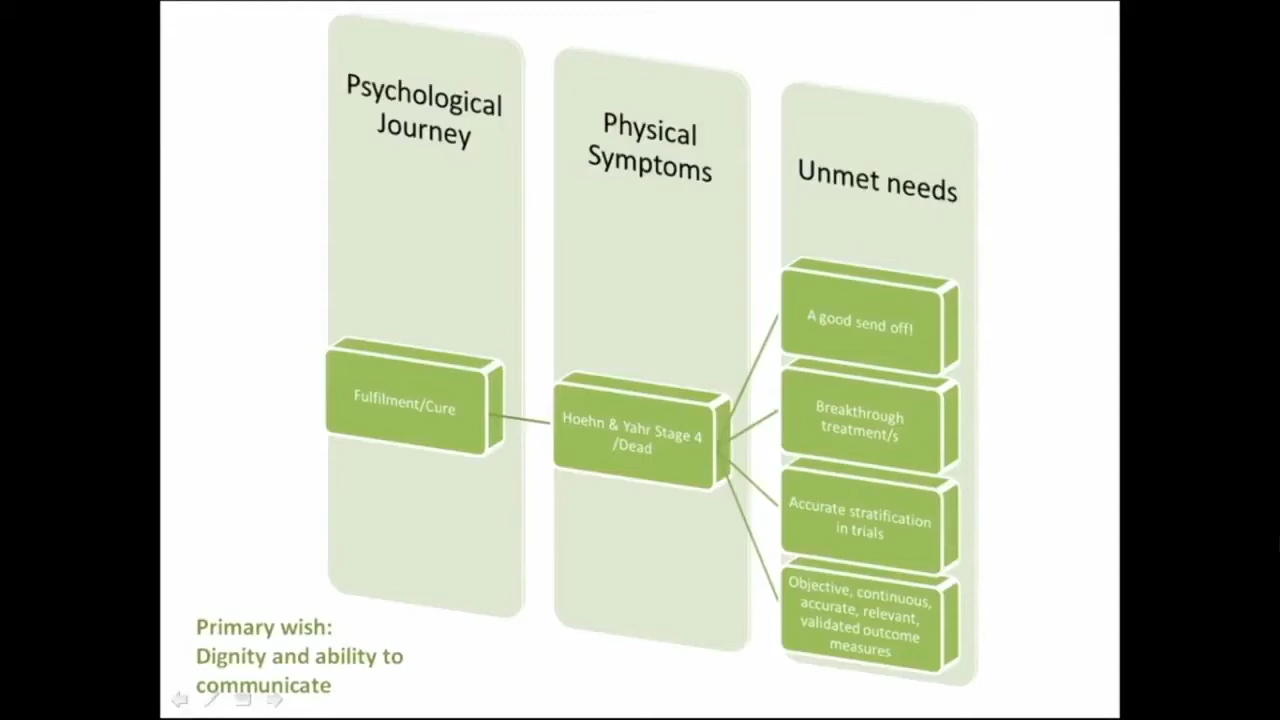 Psychological
Journey
Physical
Symptoms
Unmet needs
Fulfilment/Cure
Hoehn & Yahr Stage 4
/Dead
A good send off!
Breakthrough
treatment/s
Accurate stratification
in trials
Objective, continuous,
accurate, relevant,
validated outcome
measures
Primary wish:
Dignity and ability to
communicate